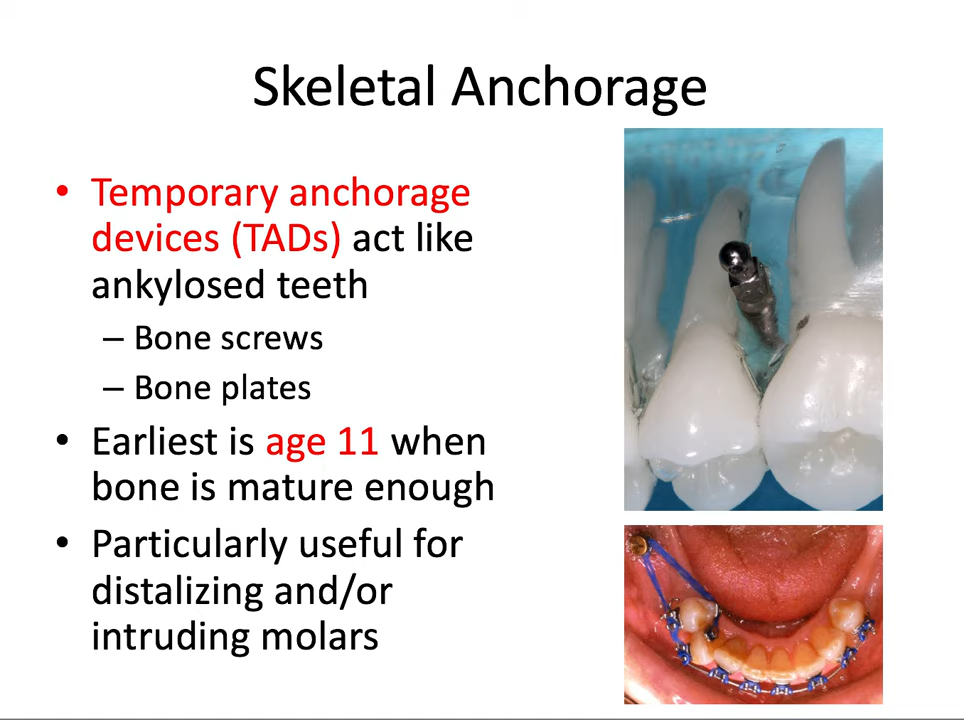 Skeletal Anchorage
• Temporary anchorage
devices (TADs) act like
ankylosed teeth
– Bone screws
– Bone plates
• Earliest is age 11 when
bone is mature enough
• Particularly useful for
distalizing and/or
intruding molars